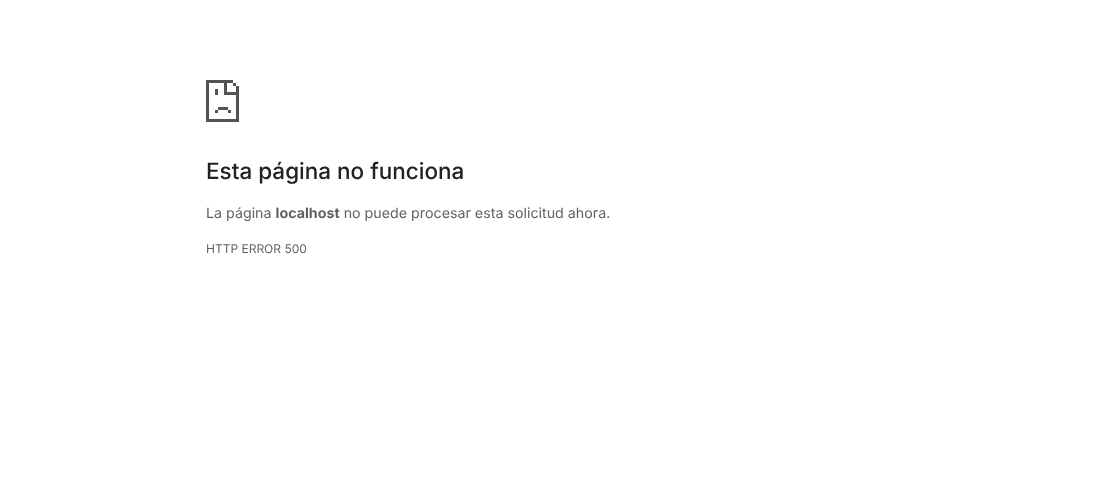 Esta página no funciona
La página localhost no puede procesar esta solicitud ahora.
HTTP ERROR 500